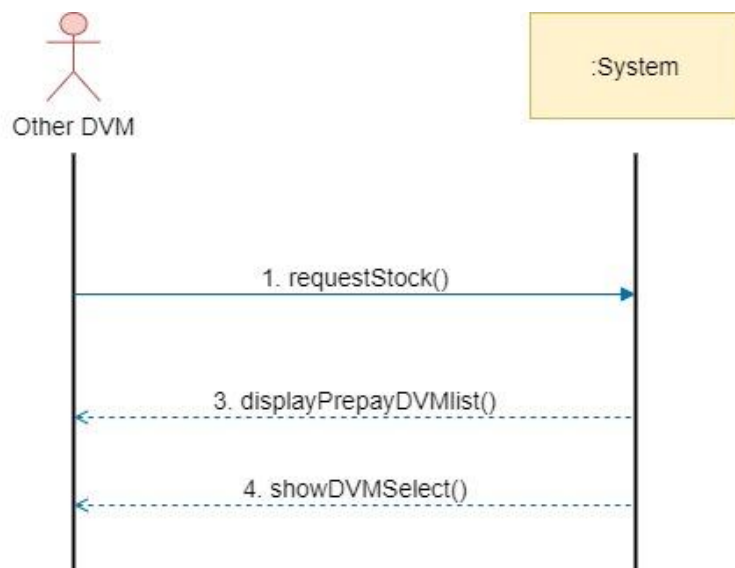 :System
Other DVM
1. requestStock()
3. displayPrepayDVMlist()
4. showDVMSelect()